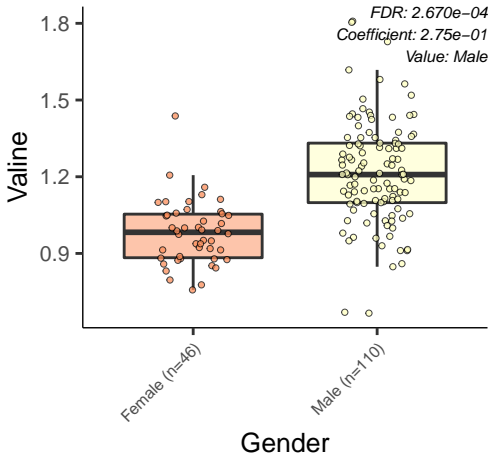 FDR: 2.670e−04
Coefficient: 2.75e−01
Value: Male
1.8
1.5
1.2
0.9
Valine
Female (n=46)
Male (n=110)
Gender